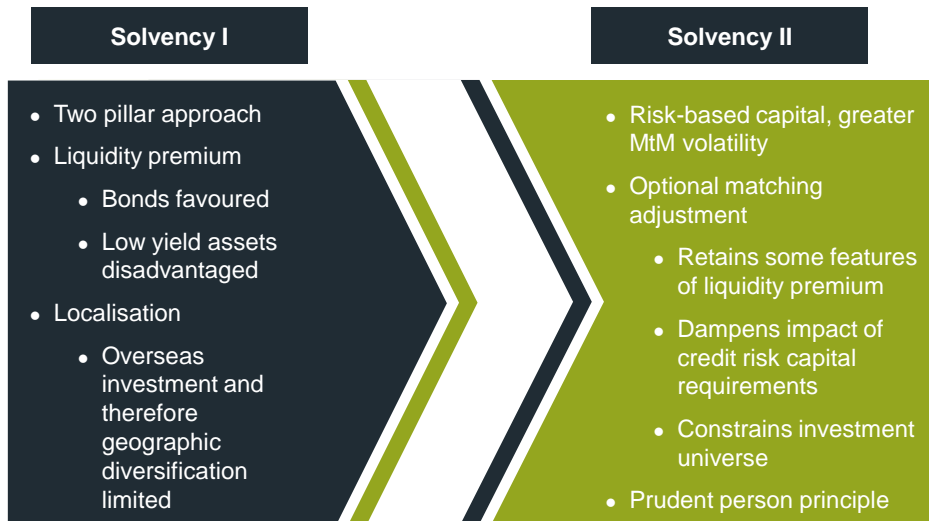 Solvency I
• Two pillar approach
• Liquidity premium
• Bonds favoured
• Low yield assets
disadvantaged
• Localisation
• Overseas
investment and
therefore
geographic
diversification
limited
Solvency II
• Risk-based capital, greater
MtM volatility
• Optional matching
adjustment
• Retains some features
of liquidity premium
• Dampens impact of
credit risk capital
requirements
• Constrains investment
universe
• Prudent person principle